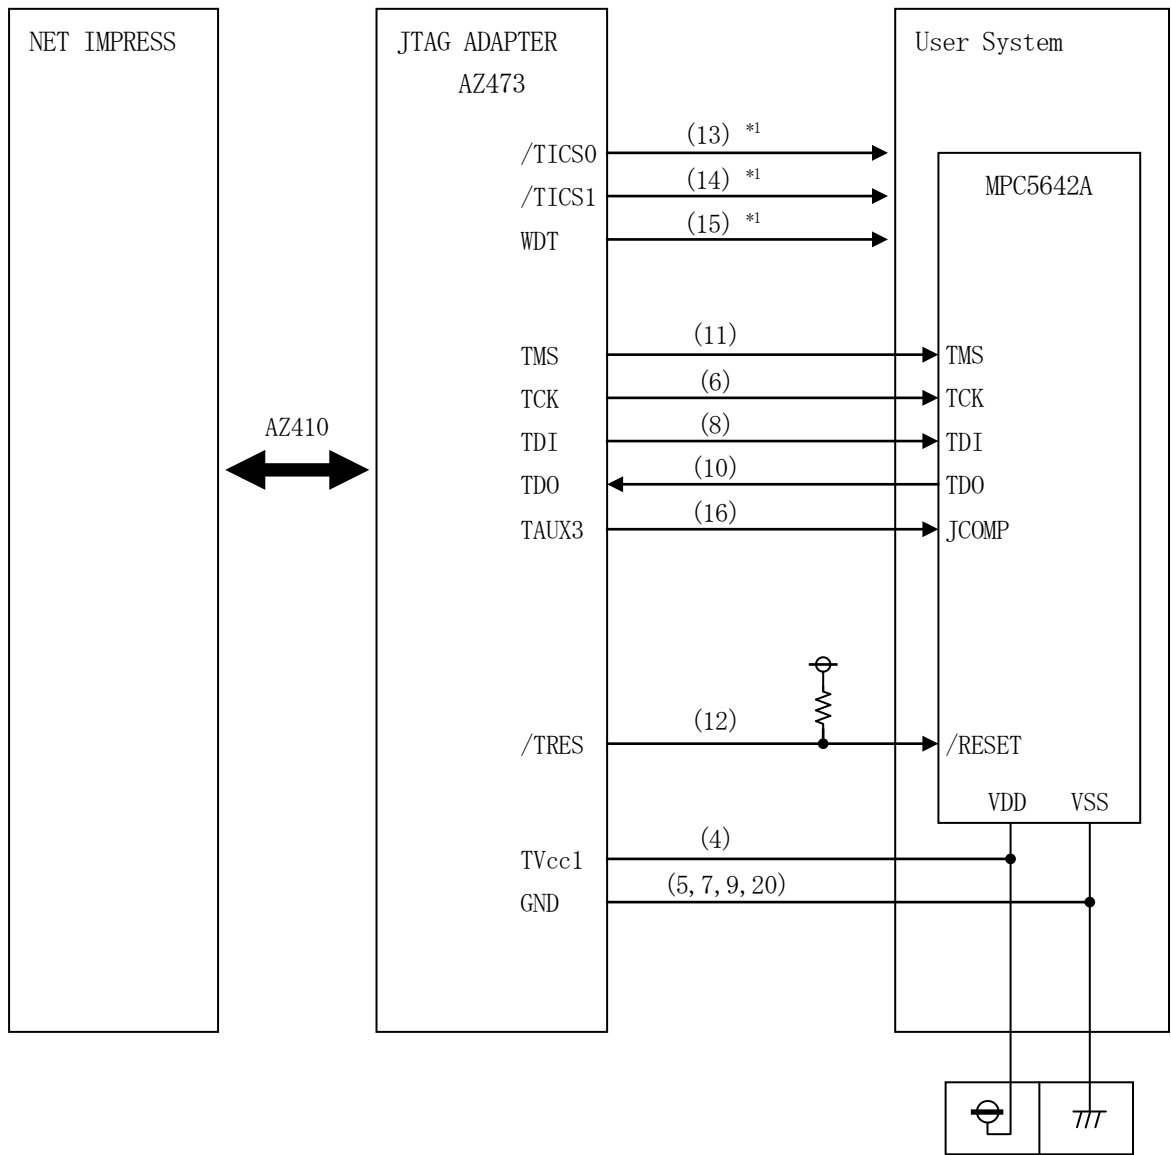 NET IMPRESS
JTAG ADAPTER
AZ473
User System
/TICS0 (13) *1
/TICS1 (14) *1
WDT (15) *1
MPC5642A
TMS (11) TMS
TCK (6) TCK
AZ410
TDI (8) TDI
TDO (10) TDO
TAUX3 (16) JCOMP
/TRES (12) /RESET
VDD VSS
TVcc1 (4)
GND (5,7,9,20)